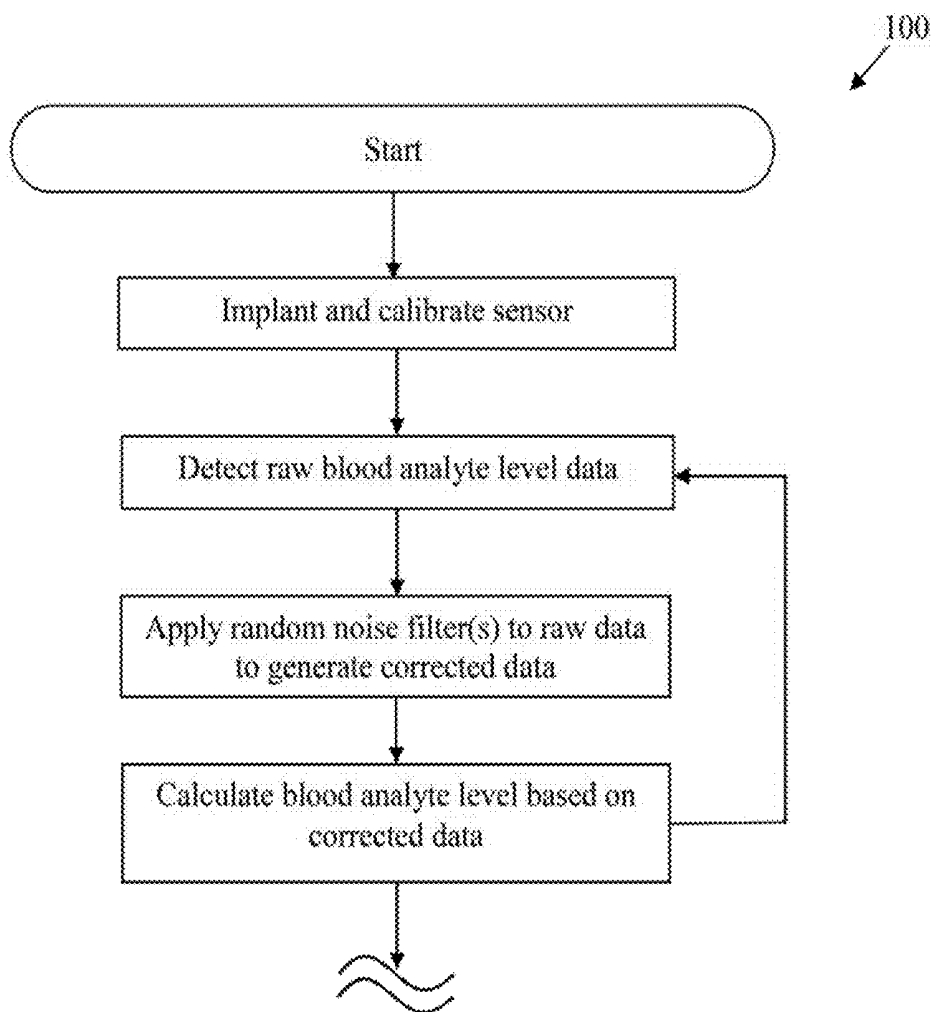 100
Start
Implant and calibrate sensor
Detect raw blood analyte level data
Apply random noise filter(s) to raw data
to generate corrected data
Calculate blood analyte level based on
corrected data